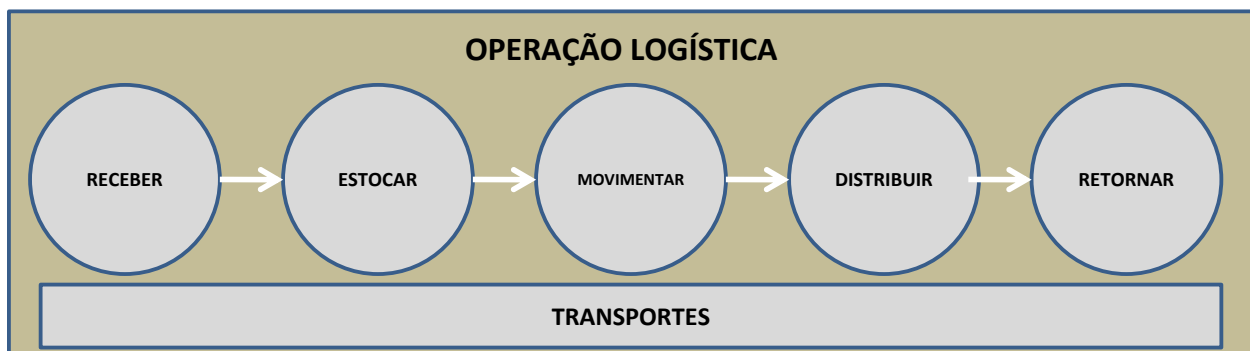 OPERAÇÃO LOGÍSTICA
RECEBER
ESTOCAR
MOVIMENTAR
DISTRIBUIR
RETORNAR
TRANSPORTES